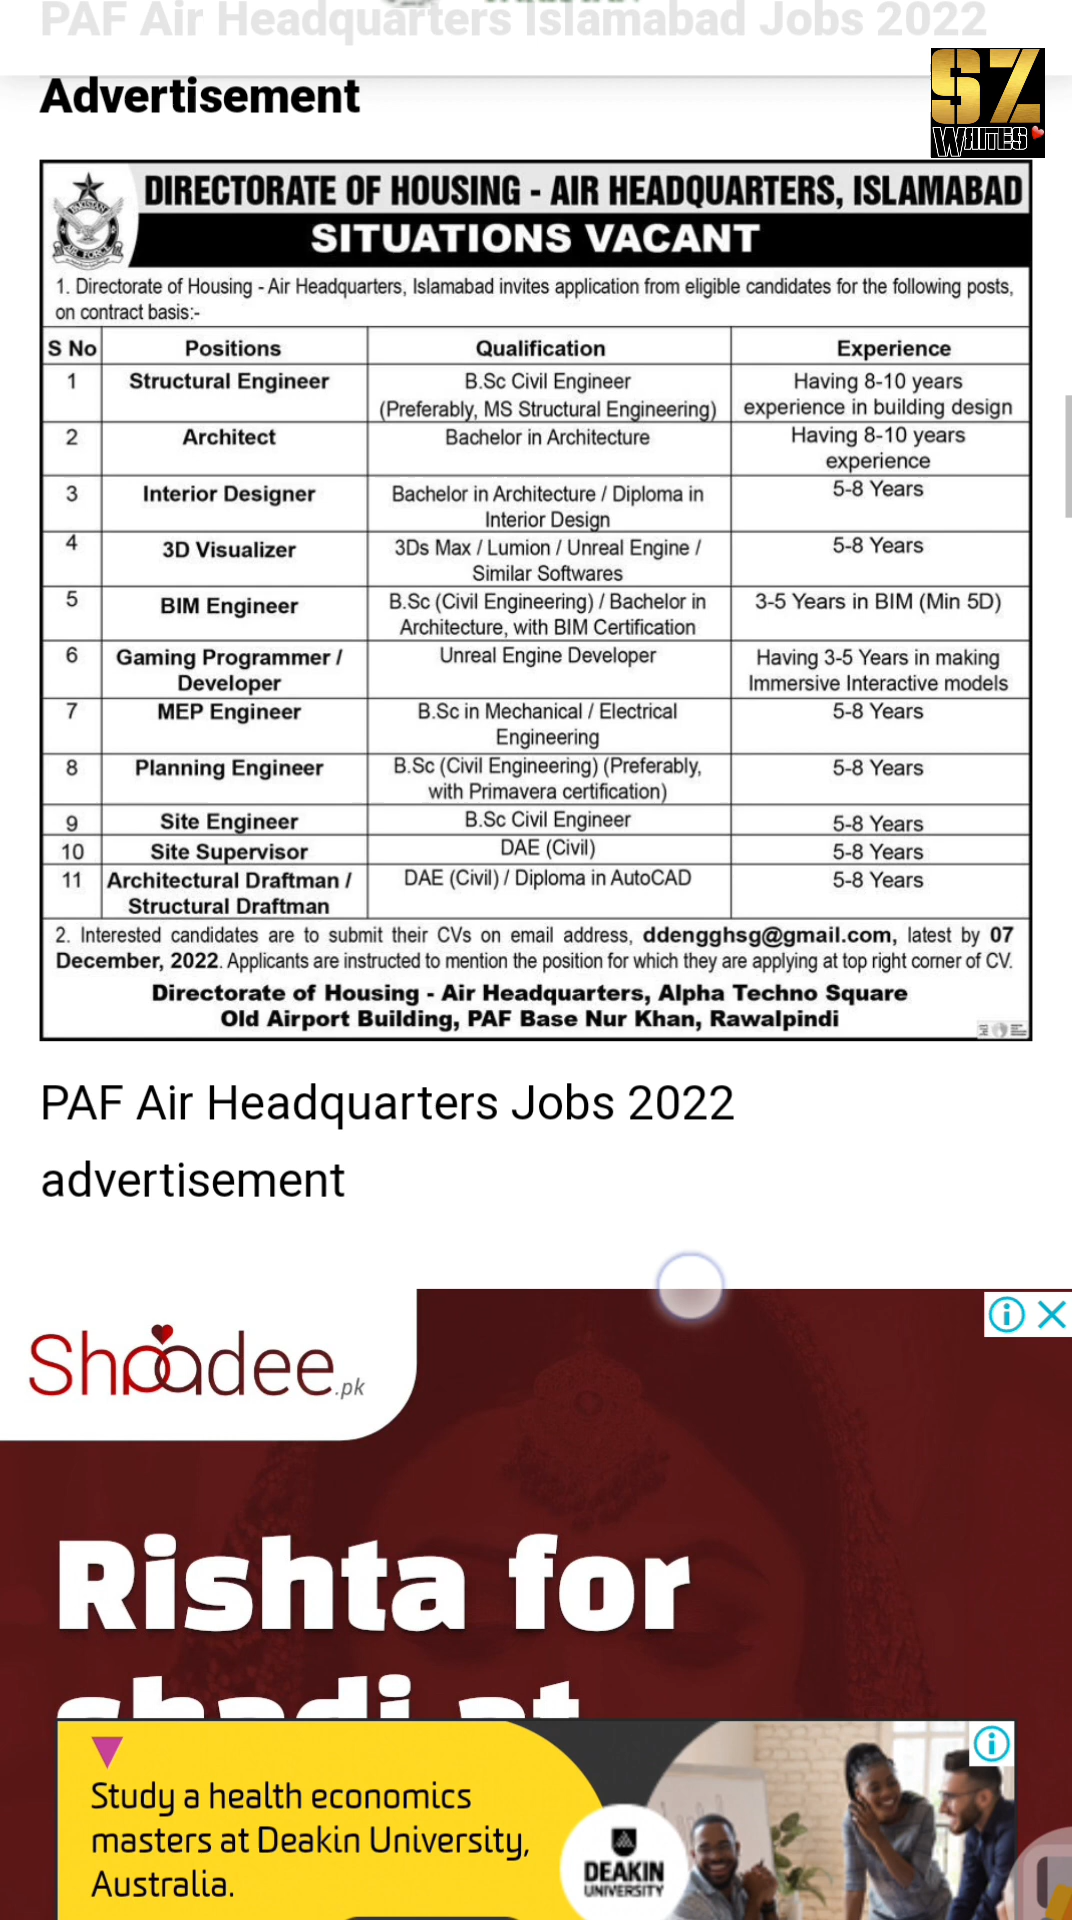 PAF Air Headquarters Islamabad Jobs 2022
Advertisement
SZ
WRITES
DIRECTORATE OF HOUSING - AIR HEADQUARTERS, ISLAMABAD
SITUATIONS VACANT
1. Directorate of Housing - Air Headquarters, Islamabad invites application from eligible candidates for the following posts,
on contract basis:-
S No Positions Qualification Experience
1 Structural Engineer B.Sc Civil Engineer Having 8-10 years
(Preferably, MS Structural Engineering) experience in building design
2 Architect Bachelor in Architecture Having 8-10 years
experience
3 Interior Designer Bachelor in Architecture / Diploma in 5-8 Years
Interior Design
4 3D Visualizer 3Ds Max / Lumion / Unreal Engine / 5-8 Years
Similar Softwares
5 BIM Engineer B.Sc (Civil Engineering) / Bachelor in 3-5 Years in BIM (Min 5D)
Architecture, with BIM Certification
6 Gaming Programmer / Unreal Engine Developer Having 3-5 Years in making
Developer Immersive Interactive models
7 MEP Engineer B.Sc in Mechanical / Electrical 5-8 Years
Engineering
8 Planning Engineer B.Sc (Civil Engineering) (Preferably, 5-8 Years
with Primavera certification)
9 Site Engineer B.Sc Civil Engineer 5-8 Years
10 Site Supervisor DAE (Civil) 5-8 Years
11 Architectural Draftman / DAE (Civil) / Diploma in AutoCAD 5-8 Years
Structural Draftman
2. Interested candidates are to submit their CVs on email address, ddengghsg@gmail.com, latest by 07
December, 2022. Applicants are instructed to mention the position for which they are applying at top right corner of CV.
Directorate of Housing - Air Headquarters, Alpha Techno Square
Old Airport Building, PAF Base Nur Khan, Rawalpindi
PAF Air Headquarters Jobs 2022
advertisement
Shaadee.pk
Rishta for
shadi at
Study a health economics
masters at Deakin University,
Australia.
DEAKIN
UNIVERSITY